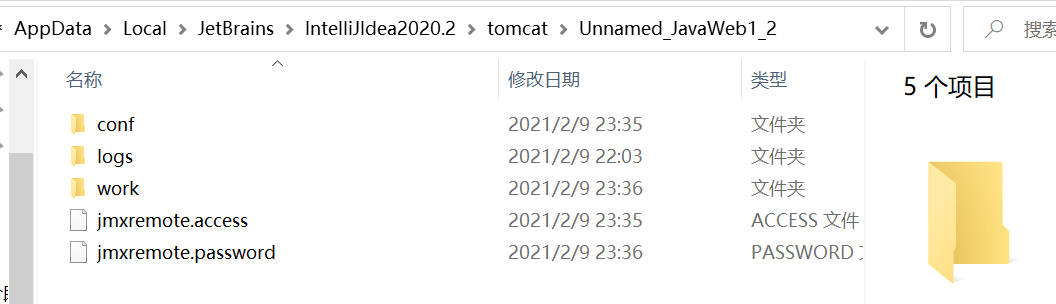 AppData > Local > JetBrains > IntelliJIdea2020.2 > tomcat > Unnamed_JavaWeb1_2 搜索
名称 修改日期 类型
5 个项目
conf 2021/2/9 23:35 文件夹
logs 2021/2/9 22:03 文件夹
work 2021/2/9 23:36 文件夹
jmxremote.access 2021/2/9 23:35 ACCESS 文件
jmxremote.password 2021/2/9 23:36 PASSWORD